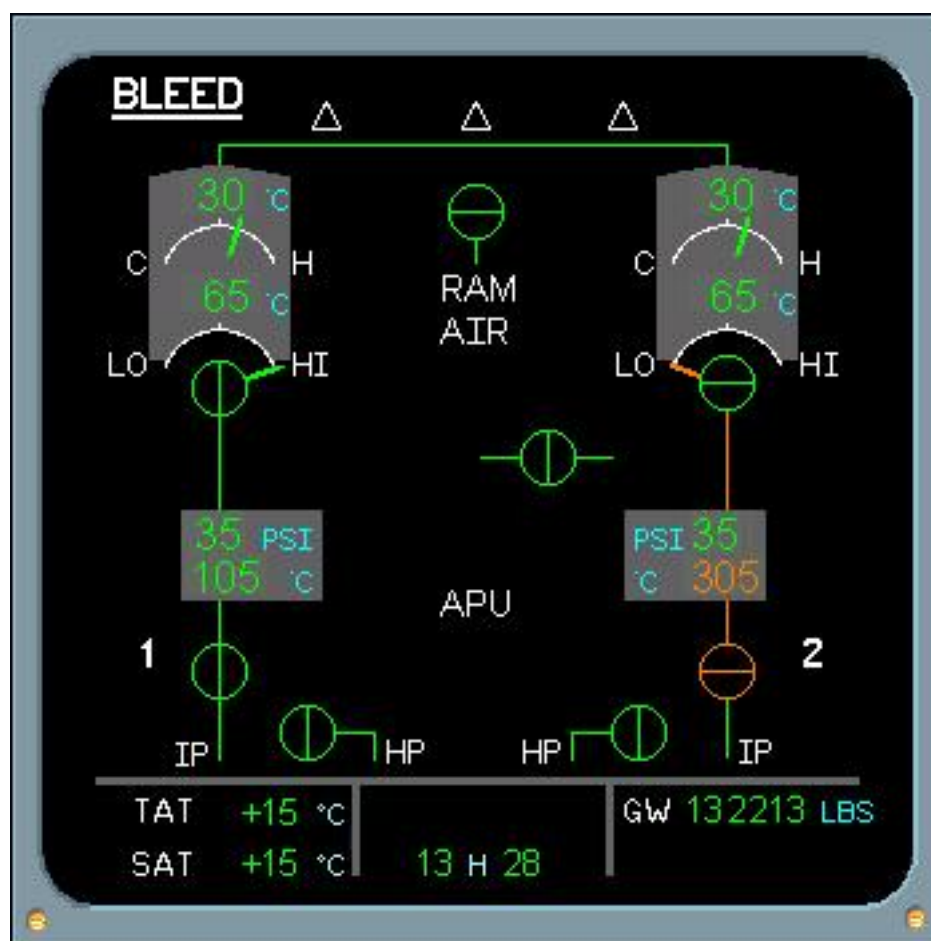 BLEED
30 °C 30 °C
C H C H
65 °C 65 °C
RAM
AIR
LO HI LO HI
35 PSI PSI 35
105 °C °C 305
APU
1 2
IP HP HP IP
TAT +15 °C GW 132213 LBS
SAT +15 °C 13 H 28